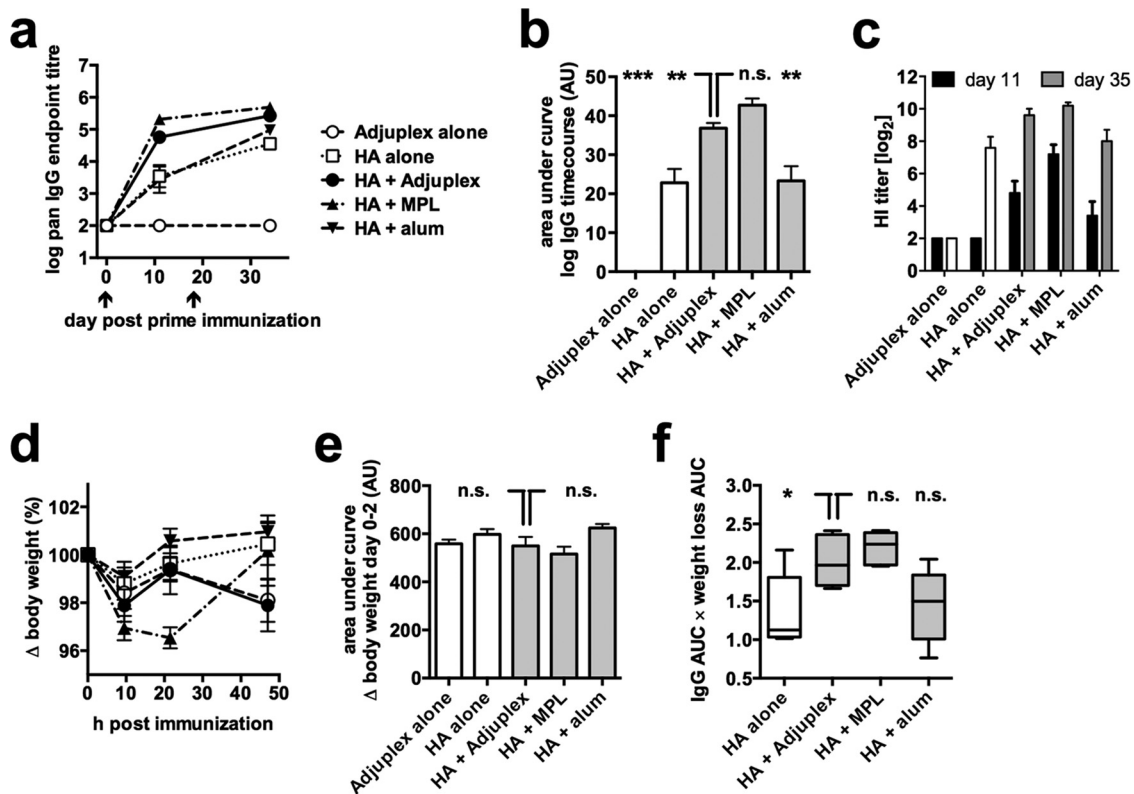 a
log pan IgG endpoint titre
7
6
5
4
3
2
1
0
10
20
30
day post prime immunization
Adjuplex alone
HA alone
HA + Adjuplex
HA + MPL
HA + alum
b
area under curve
log IgG timecourse (AU)
50
40
30
20
10
0
*** ** n.s. **
Adjuplex alone
HA alone
HA + Adjuplex
HA + MPL
HA + alum
c
day 11 day 35
HI titer [log2]
12
10
8
6
4
2
0
Adjuplex alone
HA alone
HA + Adjuplex
HA + MPL
HA + alum
d
Δ body weight (%)
102
100
98
96
0 10 20 30 40 50
h post immunization
e
area under curve
Δ body weight day 0-2 (AU)
800
600
400
200
0
n.s. n.s.
Adjuplex alone
HA alone
HA + Adjuplex
HA + MPL
HA + alum
f
IgG AUC × weight loss AUC
3.0
2.5
2.0
1.5
1.0
0.5
* n.s. n.s.
HA alone
HA + Adjuplex
HA + MPL
HA + alum